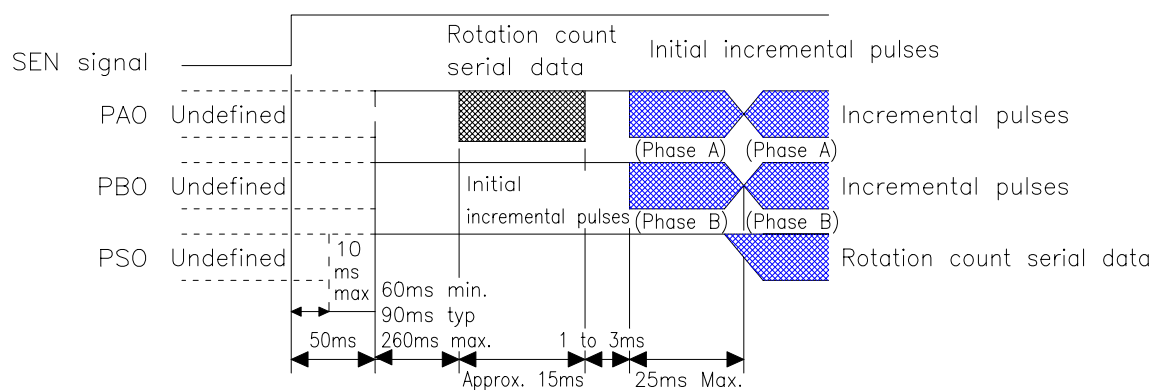 SEN signal
Rotation count
serial data
Initial incremental pulses
PAO Undefined
Incremental pulses
(Phase A) (Phase A)
PBO Undefined
Initial
incremental pulses
Incremental pulses
(Phase B) (Phase B)
PSO Undefined
Rotation count serial data
10
ms
max
60ms min.
90ms typ
260ms max.
50ms
1 to 3ms
Approx. 15ms
25ms Max.